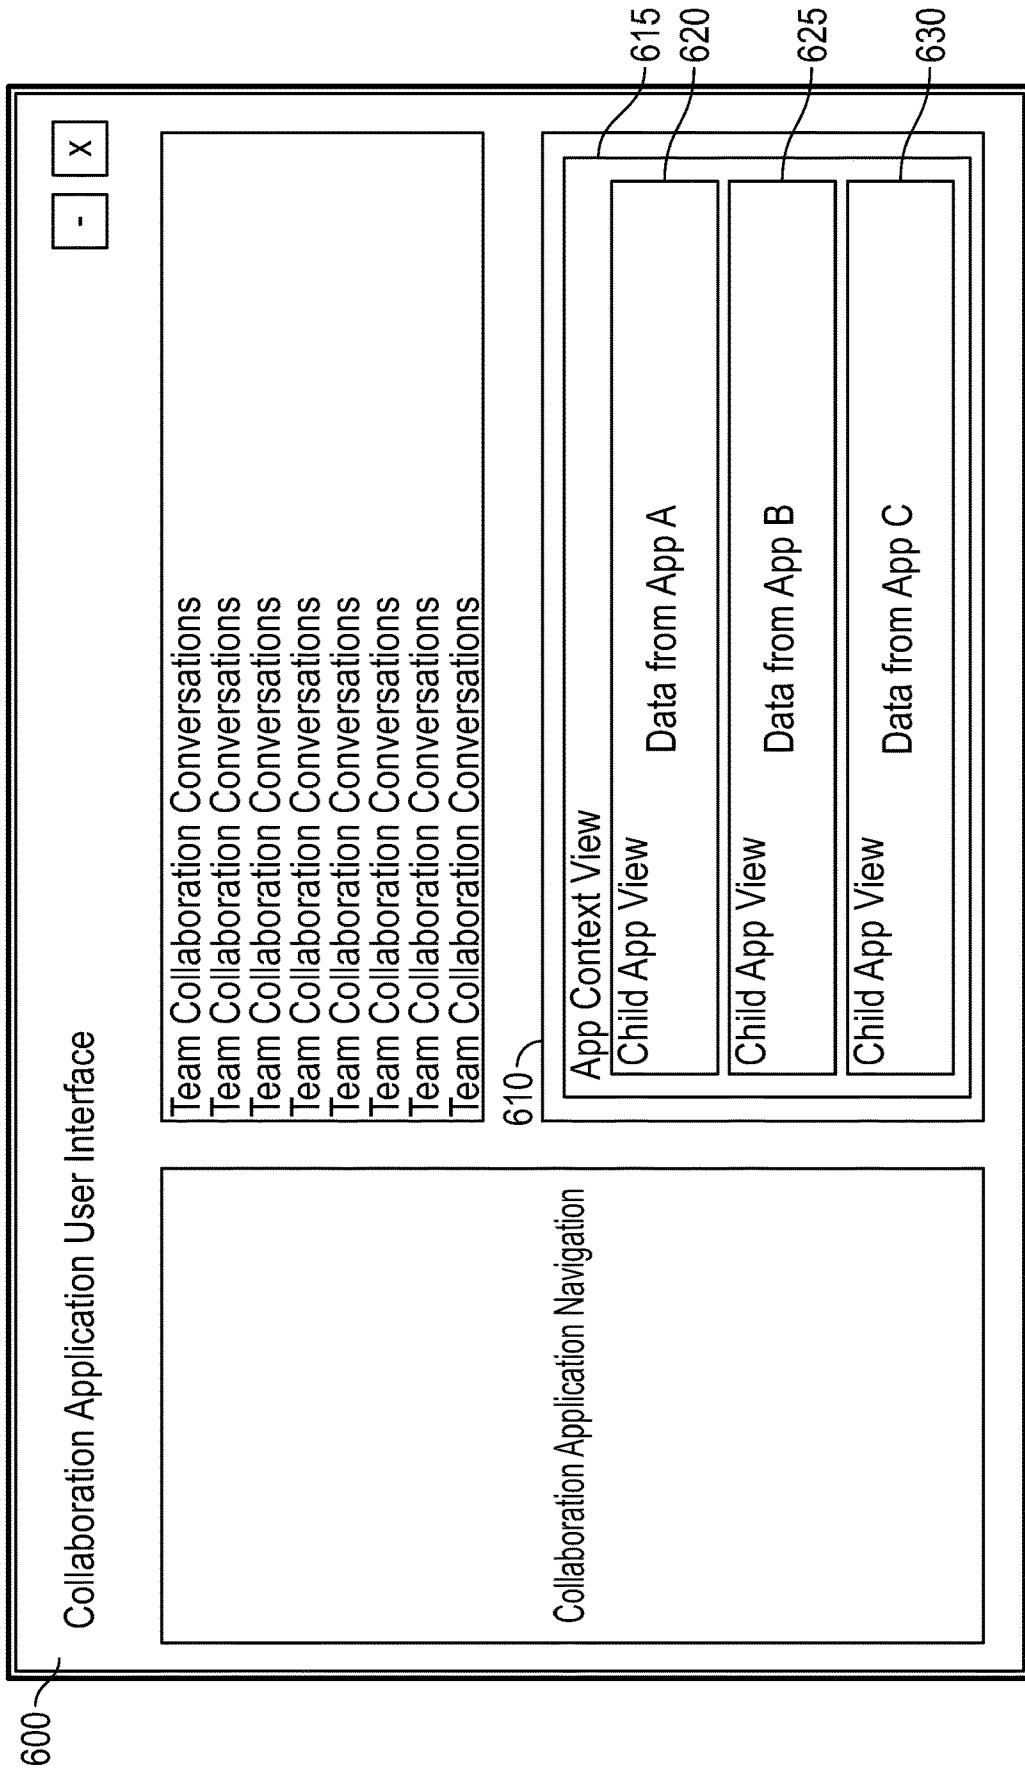 600
Collaboration Application User Interface
-
X
Collaboration Application Navigation
Team Collaboration Conversations
Team Collaboration Conversations
Team Collaboration Conversations
Team Collaboration Conversations
Team Collaboration Conversations
Team Collaboration Conversations
Team Collaboration Conversations
Team Collaboration Conversations
610
App Context View
615
Child App View
Data from App A
620
Child App View
Data from App B
625
Child App View
Data from App C
630